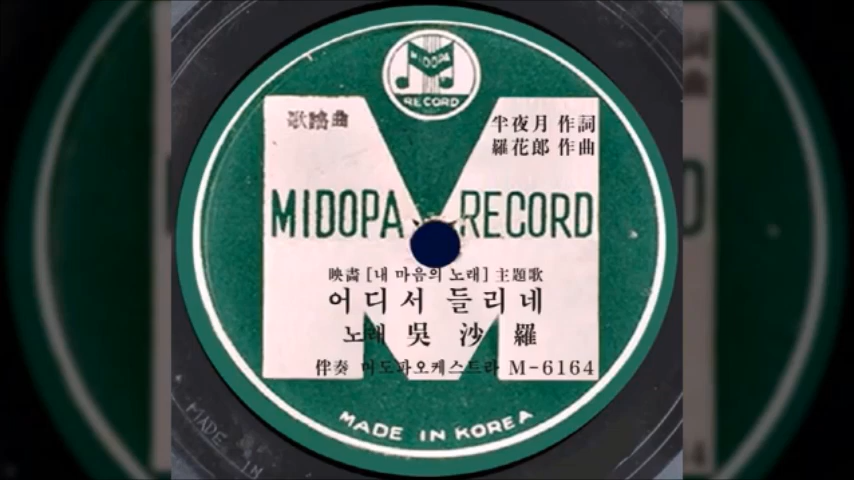 MIDOPA
RECORD
歌謠曲
半夜月 作詞
羅花郎 作曲
MIDOPA RECORD
映畵 [내 마음의 노래] 主題歌
어디서 들리네
노래 吳沙羅
伴奏 미도파오케스트라 M-6164
MADE IN KOREA
MADE IN